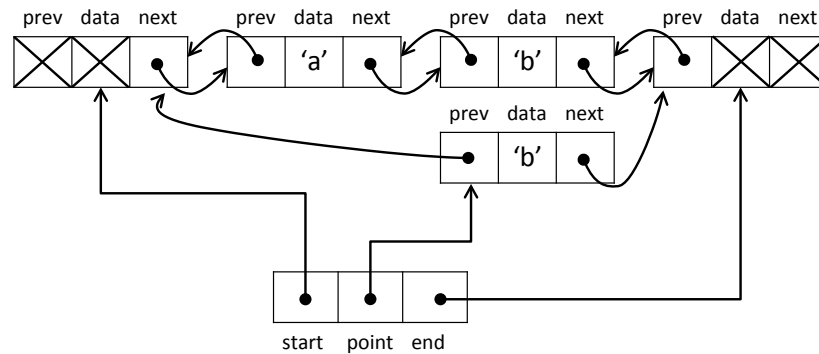 prev data next prev data next prev data next prev data next
'a' 'b'
prev data next
'b'
start point end